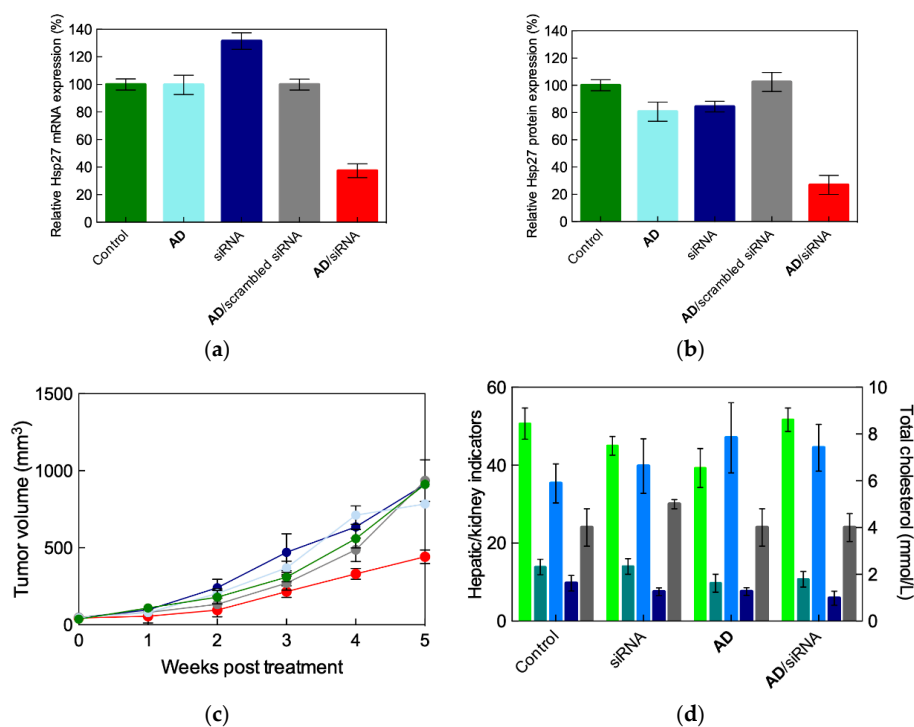 Relative Hsp27 mRNA expression (%)
140
120
100
80
60
40
20
0
Control
AD
siRNA
AD/scrambled siRNA
AD/siRNA
(a)
Relative Hsp27 protein expression (%)
140
120
100
80
60
40
20
0
Control
AD
siRNA
AD/scrambled siRNA
AD/siRNA
(b)
Tumor volume (mm³)
1500
1000
500
0
0 1 2 3 4 5
Weeks post treatment
(c)
Hepatic/kidney indicators
60
40
20
0
Control
siRNA
AD
AD/siRNA
10
8
6
4
2
0
Total cholesterol (mmol/L)
(d)